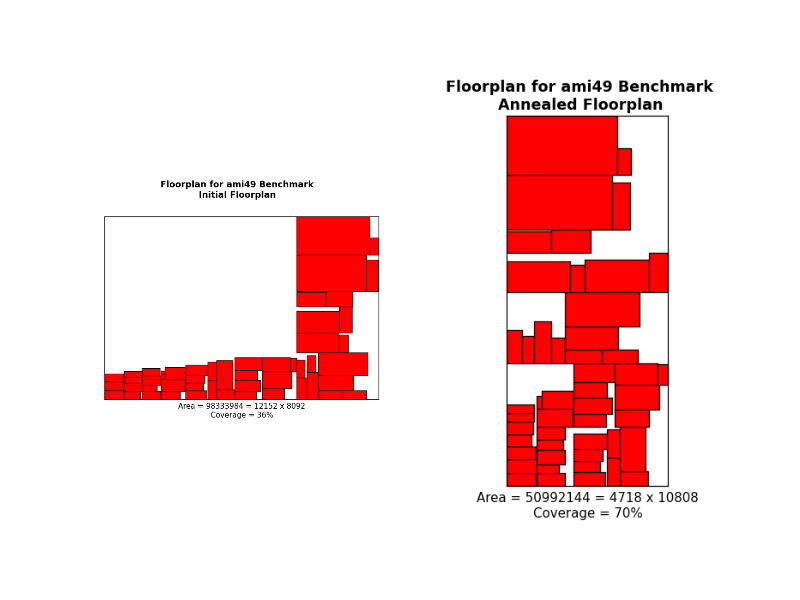 Floorplan for ami49 Benchmark
Initial Floorplan
Area = 98333984 = 12152 x 8092
Coverage = 36%
Floorplan for ami49 Benchmark
Annealed Floorplan
Area = 50992144 = 4718 x 10808
Coverage = 70%